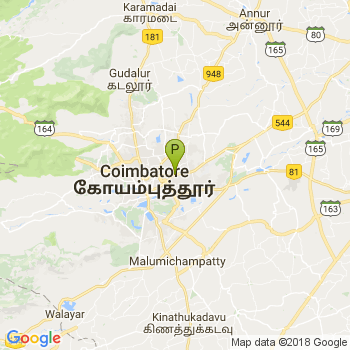 Karamadai
காரமடை
Annur
அன்னூர்
181
165
80
948
Gudalur
கடலூர்
164
544
169
165
P
Coimbatore
கோயம்புத்தூர்
81
163
Malumichampatty
Walayar
Kinathukadavu
கிணத்துக்கடவு
Google
Map data ©2018 Google